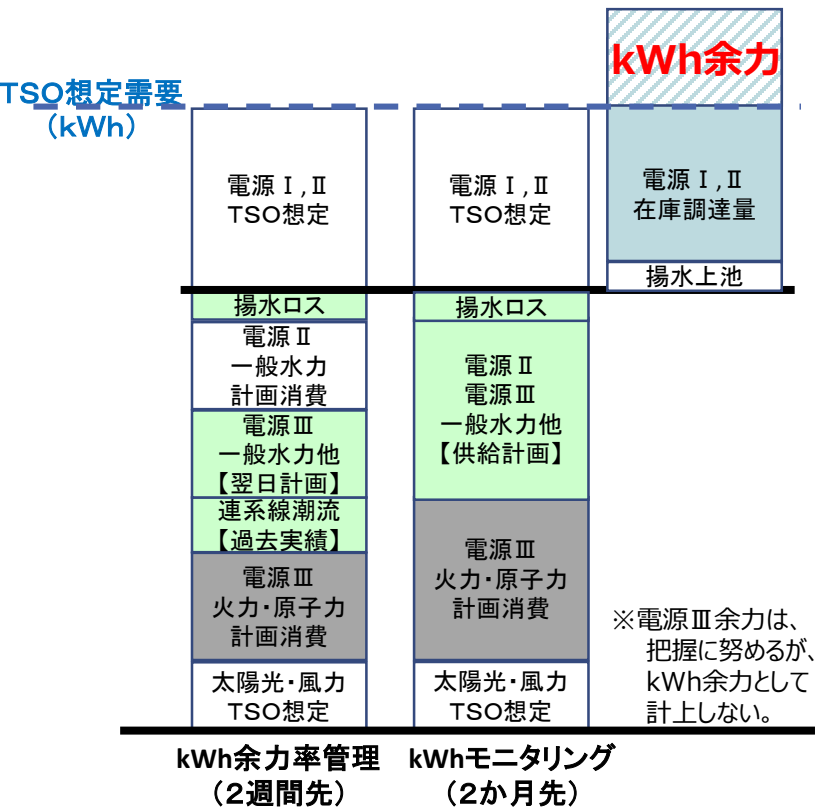 kWh余力
TSO想定需要
（kWh）
電源Ⅰ,Ⅱ
TSO想定
電源Ⅰ,Ⅱ
TSO想定
電源Ⅰ,Ⅱ
在庫調達量
揚水上池
揚水ロス
電源Ⅱ
一般水力
計画消費
電源Ⅲ
一般水力他
【翌日計画】
連系線潮流
【過去実績】
電源Ⅲ
火力・原子力
計画消費
太陽光・風力
TSO想定
揚水ロス
電源Ⅱ
電源Ⅲ
一般水力他
【供給計画】
電源Ⅲ
火力・原子力
計画消費
太陽光・風力
TSO想定
※電源Ⅲ余力は、
把握に努めるが、
kWh余力として
計上しない。
kWh余力率管理
（2週間先）
kWhモニタリング
（2か月先）